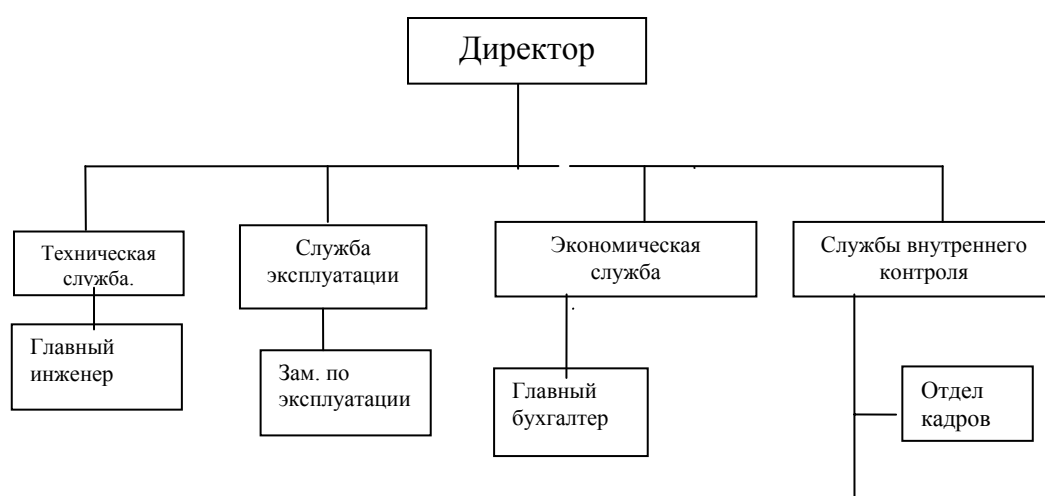 Директор
Техническая
служба.
Служба
эксплуатации
Экономическая
служба
Службы внутреннего
контроля
Главный
инженер
Зам. по
эксплуатации
Главный
бухгалтер
Отдел
кадров